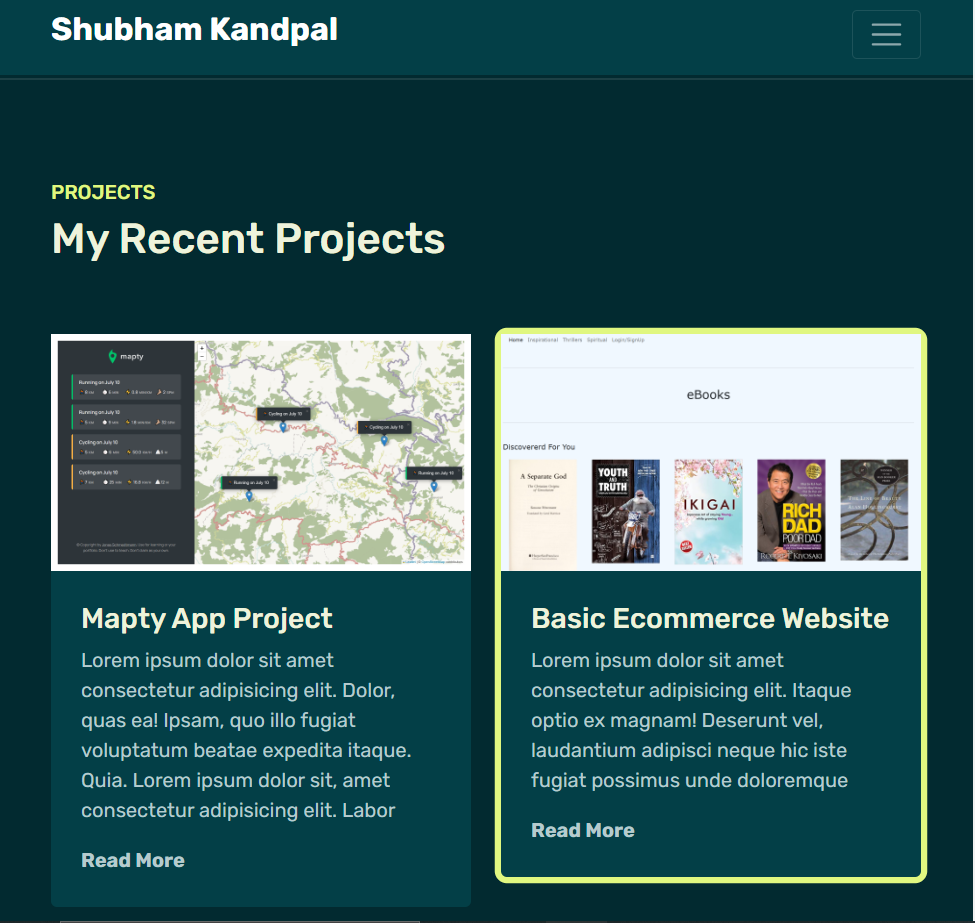 Shubham Kandpal
PROJECTS
My Recent Projects
mapty
Running on July 10
Running on July 10
Cycling on July 10
Cycling on July 10
Cycling on July 10
Cycling on July 10
Running on July 10
Running on July 10
Home Inspirational Thrillers Spiritual Login/SignUp
eBooks
Discovererd For You
A Separate God
YOUTH
AND
TRUTH
IKIGAI
RICH
DAD
POOR DAD
ROBERT T. KIYOSAKI
Mapty App Project
Lorem ipsum dolor sit amet
consectetur adipisicing elit. Dolor,
quas ea! Ipsam, quo illo fugiat
voluptatum beatae expedita itaque.
Quia. Lorem ipsum dolor sit, amet
consectetur adipisicing elit. Labor
Read More
Basic Ecommerce Website
Lorem ipsum dolor sit amet
consectetur adipisicing elit. Itaque
optio ex magnam! Deserunt vel,
laudantium adipisci neque hic iste
fugiat possimus unde doloremque
Read More